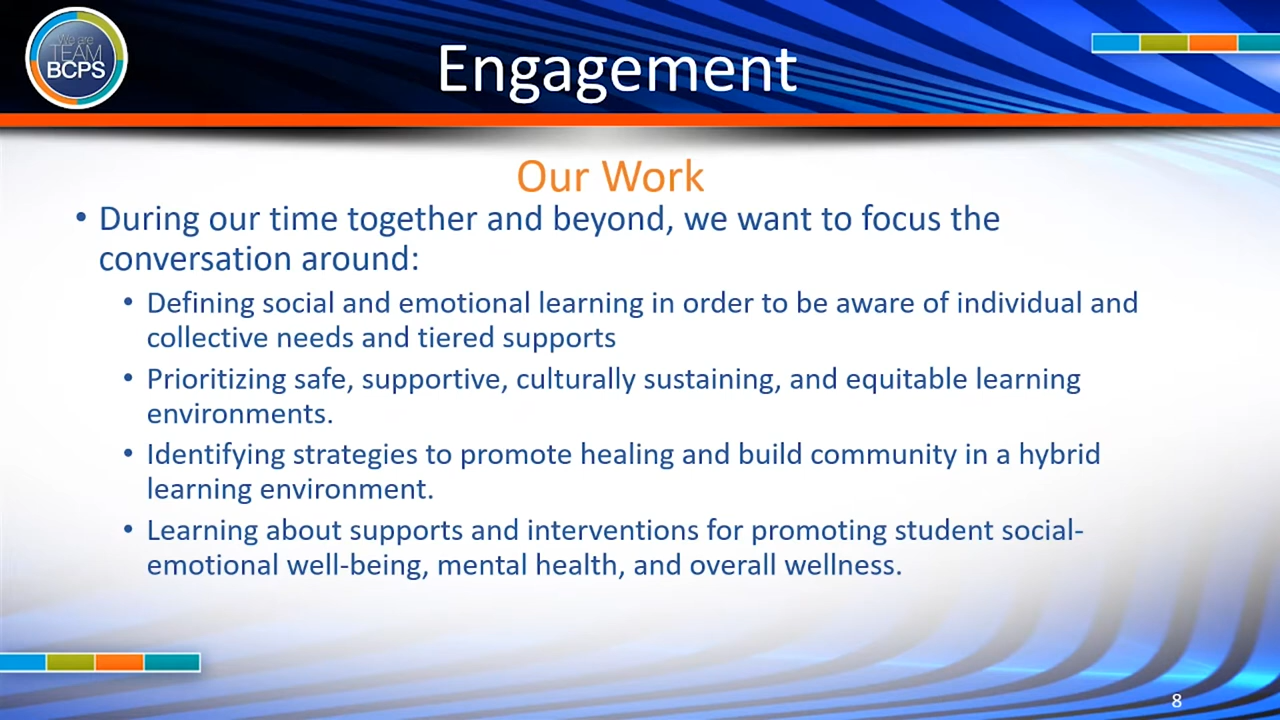 We are
TEAM
BCPS
Engagement
Our Work
• During our time together and beyond, we want to focus the
conversation around:
• Defining social and emotional learning in order to be aware of individual and
collective needs and tiered supports
• Prioritizing safe, supportive, culturally sustaining, and equitable learning
environments.
• Identifying strategies to promote healing and build community in a hybrid
learning environment.
• Learning about supports and interventions for promoting student social-
emotional well-being, mental health, and overall wellness.
8